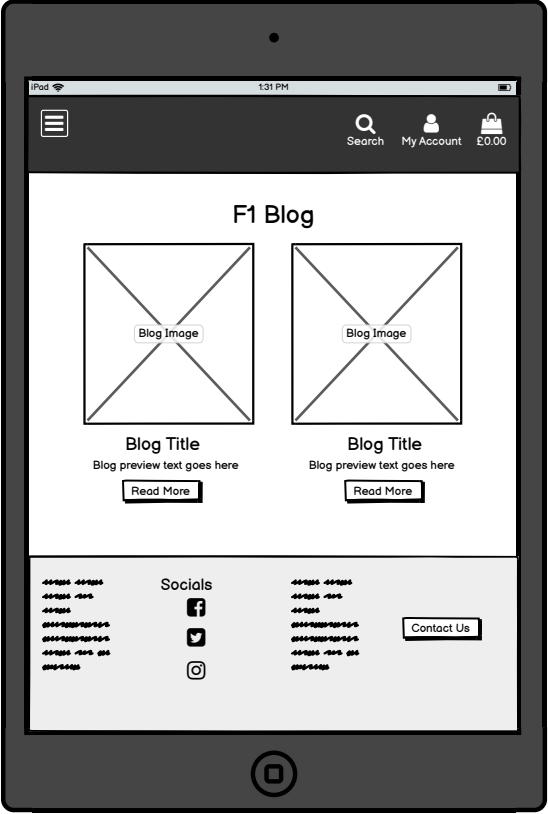 iPad 1:31 PM
Search My Account £0.00
F1 Blog
Blog Image Blog Image
Blog Title Blog Title
Blog preview text goes here Blog preview text goes here
Read More Read More
Socials
Contact Us